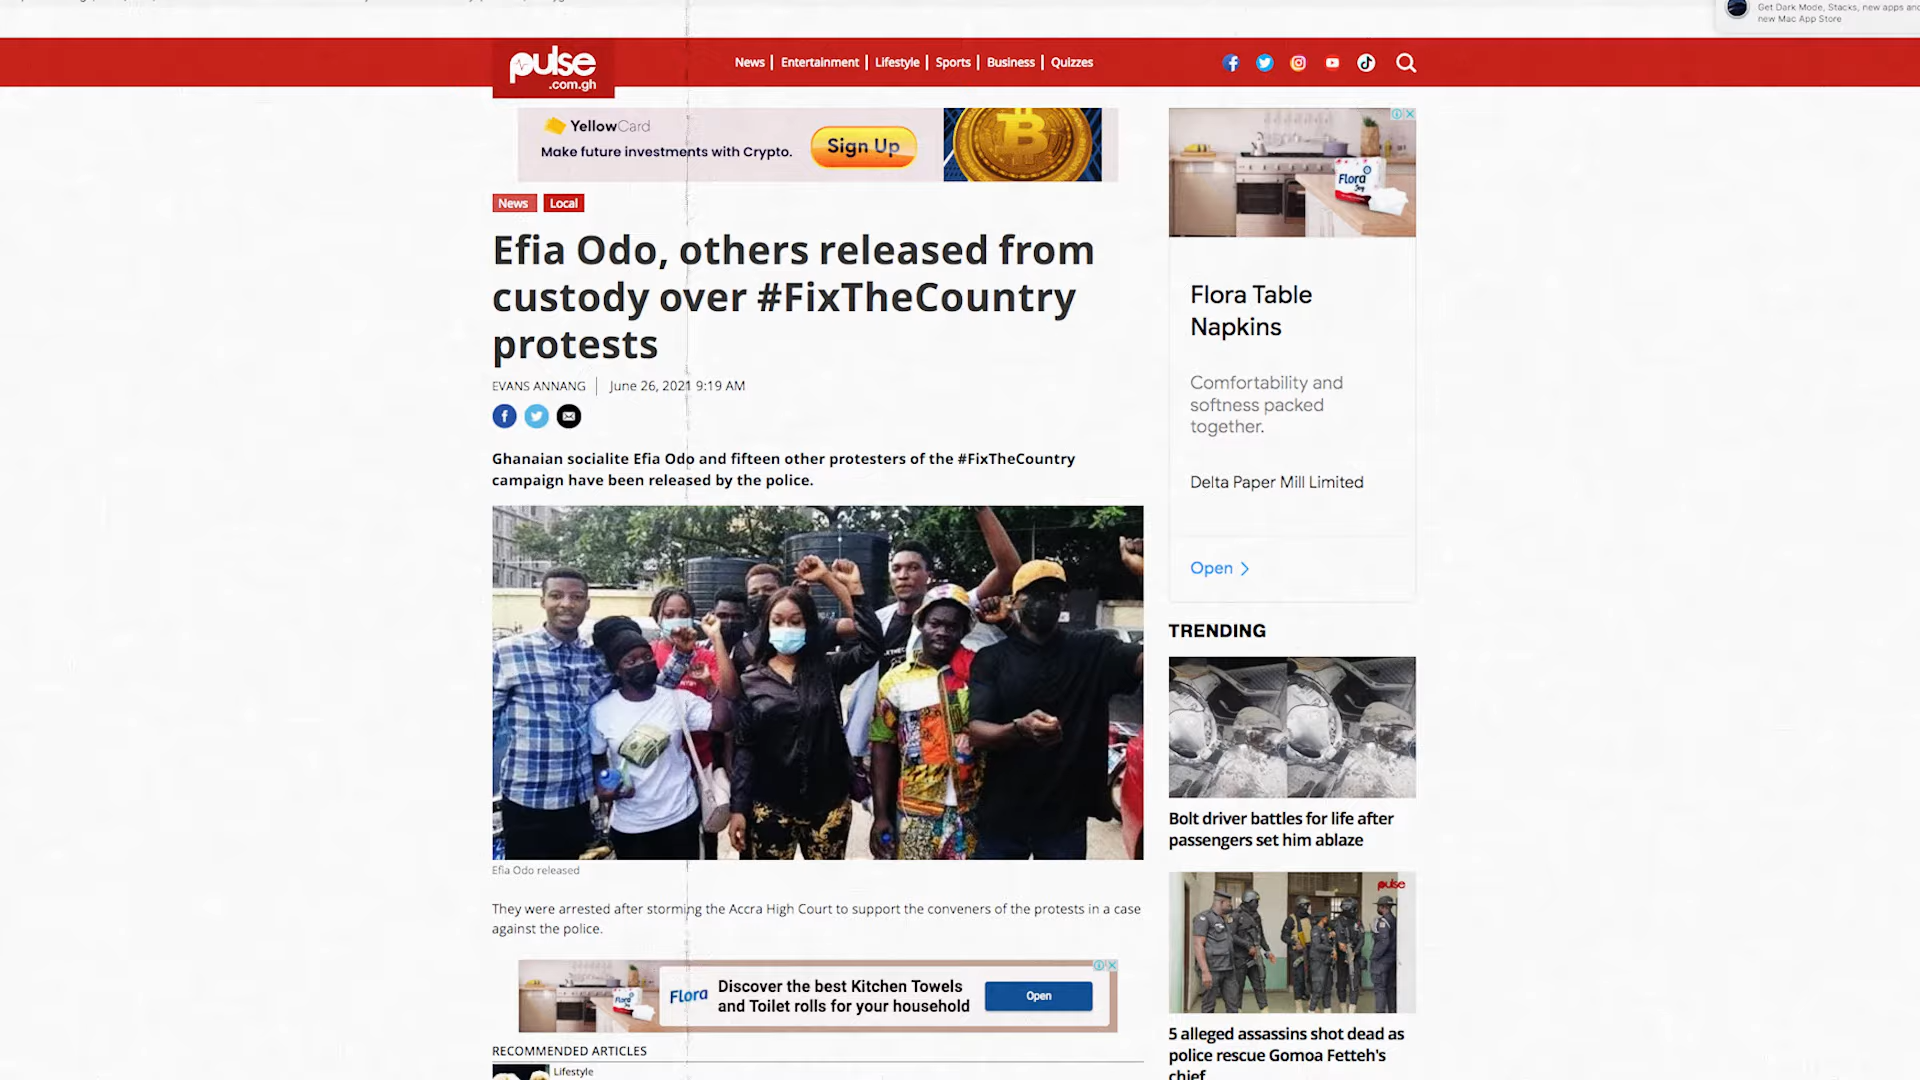 Get Dark Mode, Stacks, new apps and
new Mac App Store
pulse
.com.gh
News
Entertainment
Lifestyle
Sports
Business
Quizzes
YellowCard
Make future investments with Crypto.
Sign Up
News
Local
Efia Odo, others released from
custody over #FixTheCountry
protests
EVANS ANNANG
June 26, 2021 9:19 AM
Ghanaian socialite Efia Odo and fifteen other protesters of the #FixTheCountry
campaign have been released by the police.
Efia Odo released
They were arrested after storming the Accra High Court to support the conveners of the protests in a case
against the police.
Flora
Discover the best Kitchen Towels
and Toilet rolls for your household
Open
RECOMMENDED ARTICLES
Lifestyle
Flora
Flora Table
Napkins
Comfortability and
softness packed
together.
Delta Paper Mill Limited
Open
TRENDING
Bolt driver battles for life after
passengers set him ablaze
pulse
5 alleged assassins shot dead as
police rescue Gomoa Fetteh's
chief